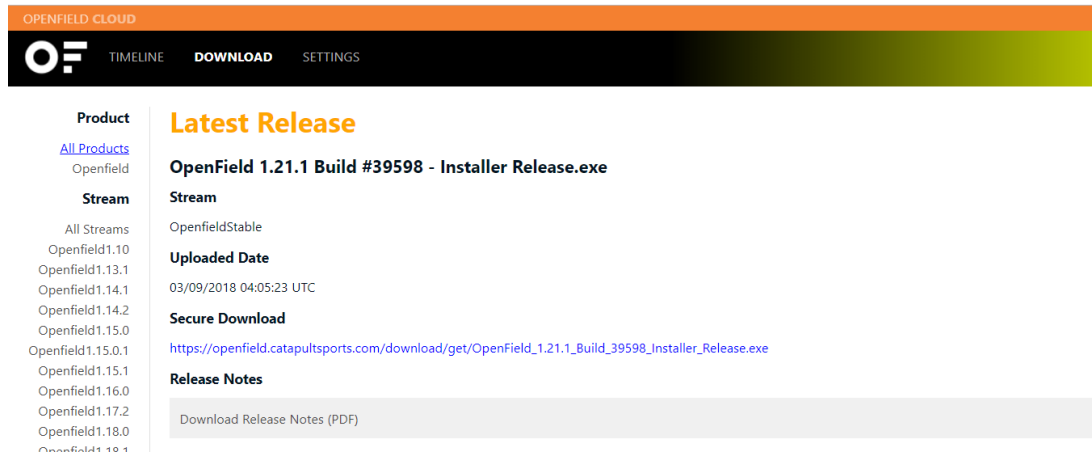 OPENFIELD CLOUD
OF TIMELINE DOWNLOAD SETTINGS
Product
All Products
Openfield
Stream
All Streams
Openfield1.10
Openfield1.13.1
Openfield1.14.1
Openfield1.14.2
Openfield1.15.0
Openfield1.15.0.1
Openfield1.15.1
Openfield1.16.0
Openfield1.17.2
Openfield1.18.0
Openfield1.18.1
Latest Release
OpenField 1.21.1 Build #39598 - Installer Release.exe
Stream
OpenfieldStable
Uploaded Date
03/09/2018 04:05:23 UTC
Secure Download
https://openfield.catapultsports.com/download/get/OpenField_1.21.1_Build_39598_Installer_Release.exe
Release Notes
Download Release Notes (PDF)